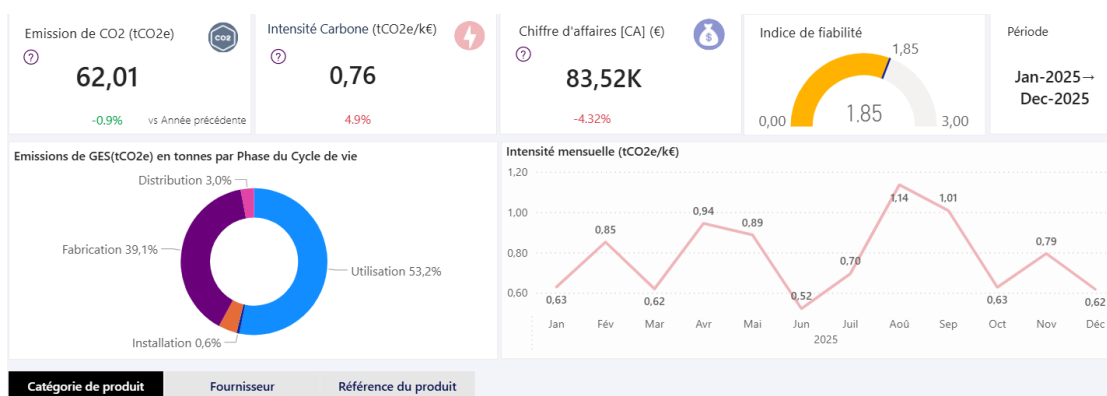 Emission de CO2 (tCO2e)
CO2
?
62,01
-0.9% vs Année précédente
Intensité Carbone (tCO2e/k€)
?
0,76
4.9%
Chiffre d'affaires [CA] (€)
$
?
83,52K
-4.32%
Indice de fiabilité
1,85
1,85
0,00
3,00
Période
Jan-2025→
Dec-2025
Emissions de GES(tCO2e) en tonnes par Phase du Cycle de vie
Distribution 3,0%
Fabrication 39,1%
Utilisation 53,2%
Installation 0,6%
Intensité mensuelle (tCO2e/k€)
1,20
1,00
0,80
0,60
0,63
0,85
0,62
0,94
0,89
0,52
0,70
1,14
1,01
0,63
0,79
0,62
Jan Fév Mar Avr Mai Jun Juil Aoû Sep Oct Nov Déc
2025
Catégorie de produit Fournisseur Référence du produit